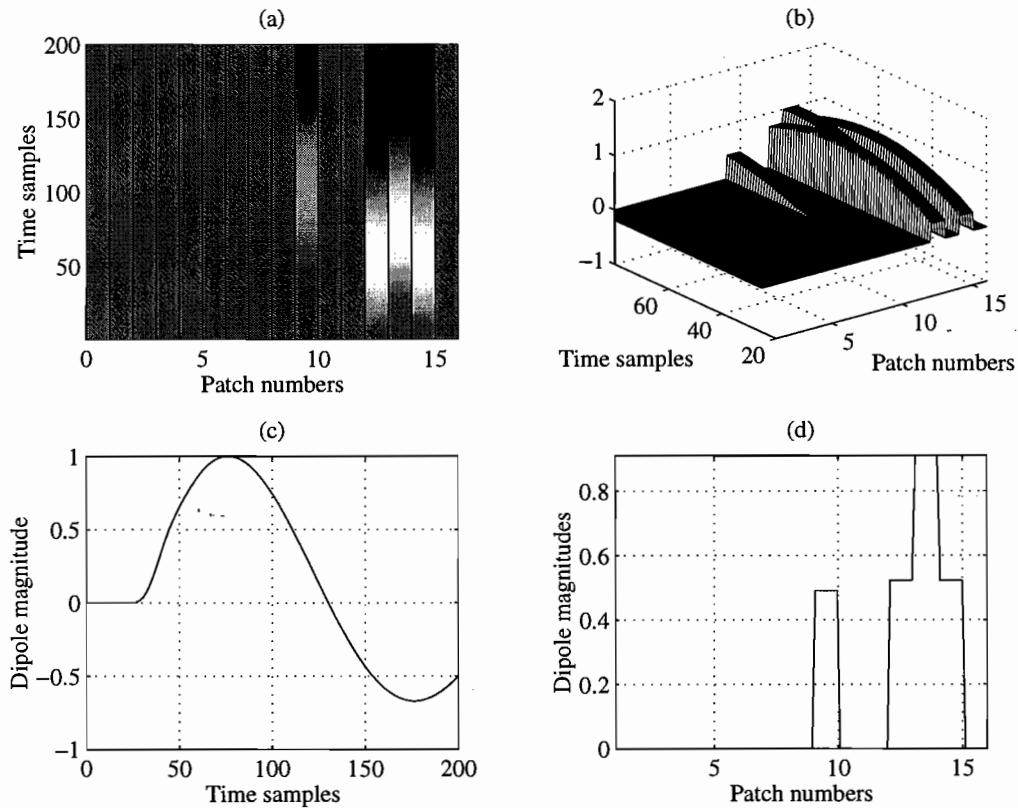 (a)
200
150
100
50
Time samples
0 5 10 15
Patch numbers
(b)
2
1
0
−1
60
40
20
Time samples
5
10
15
Patch numbers
(c)
1
0.5
0
−0.5
−1
Dipole magnitude
0 50 100 150 200
Time samples
(d)
0.8
0.6
0.4
0.2
0
Dipole magnitudes
5 10 15
Patch numbers